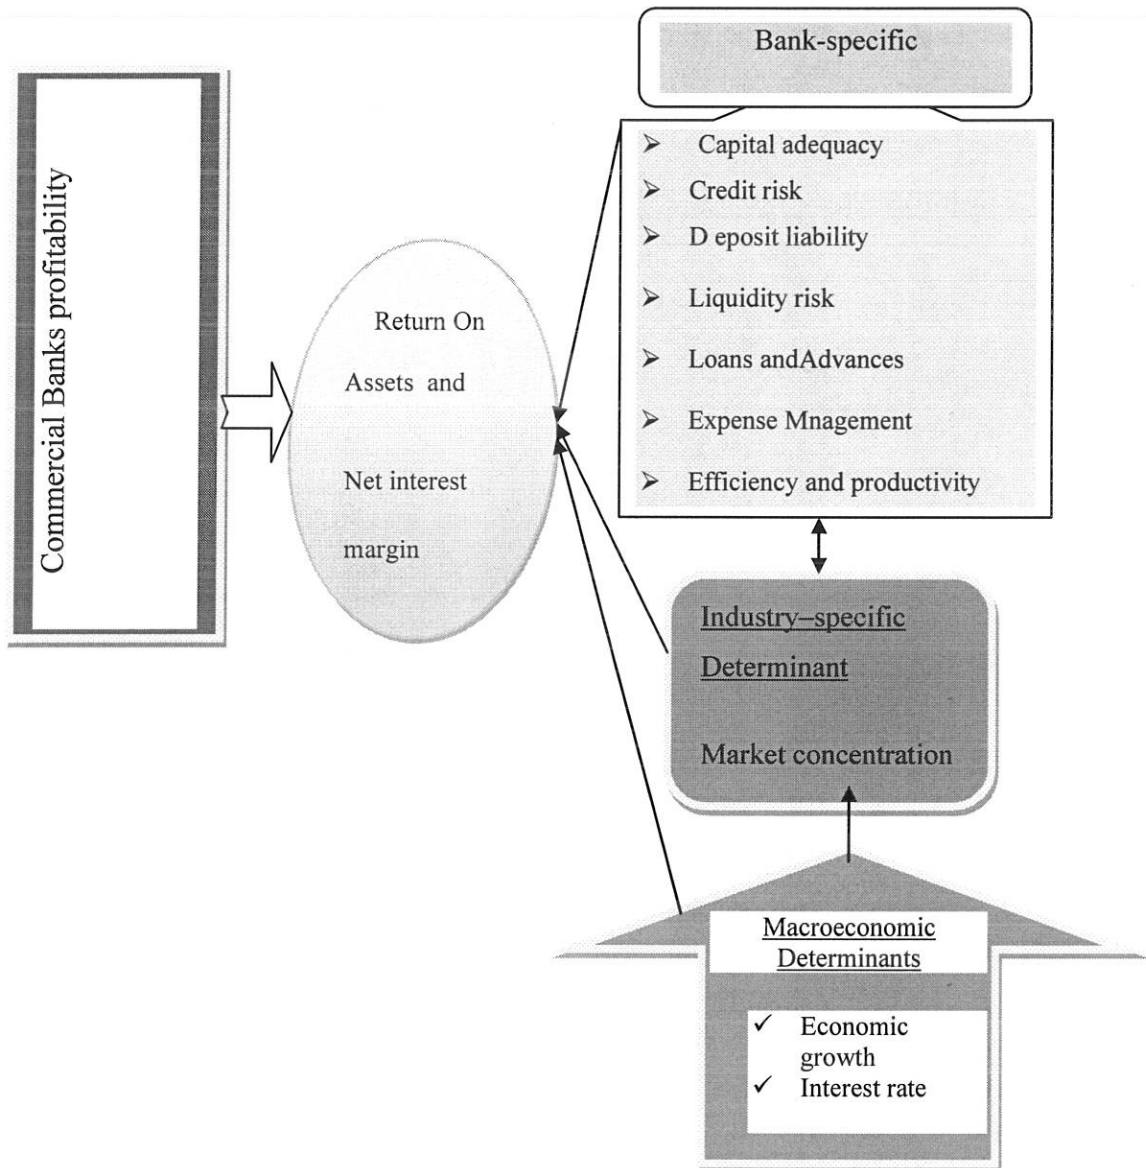 Commercial Banks profitability
Return On
Assets and
Net interest
margin
Bank-specific
➢ Capital adequacy
➢ Credit risk
➢ D eposit liability
➢ Liquidity risk
➢ Loans andAdvances
➢ Expense Mnagement
➢ Efficiency and productivity
Industry–specific
Determinant
Market concentration
Macroeconomic
Determinants
✓ Economic
growth
✓ Interest rate